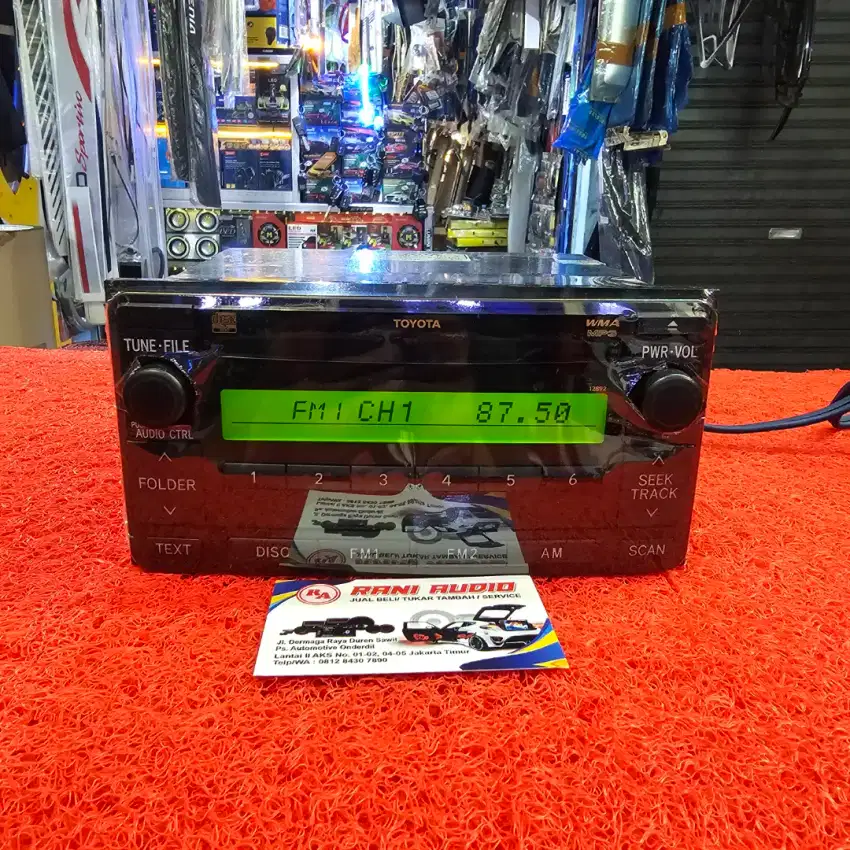 Sportivo
TOYOTA
WMA
MP3
TUNE·FILE
PWR·VOL
12802
FM1 CH1 87.50
AUDIO CTRL
1 2 3 4 5 6
FOLDER
SEEK
TRACK
TEXT
DISC
FM1
FM2
AM
SCAN
RA
RANI AUDIO
JUAL BELI/ TUKAR TAMBAH / SERVICE
Jl. Dermaga Raya Duren Sawit
Ps. Automotive Onderdil
Lantai II AKS No. 01-02, 04-05 Jakarta Timur
Telp/WA : 0812 8430 7890